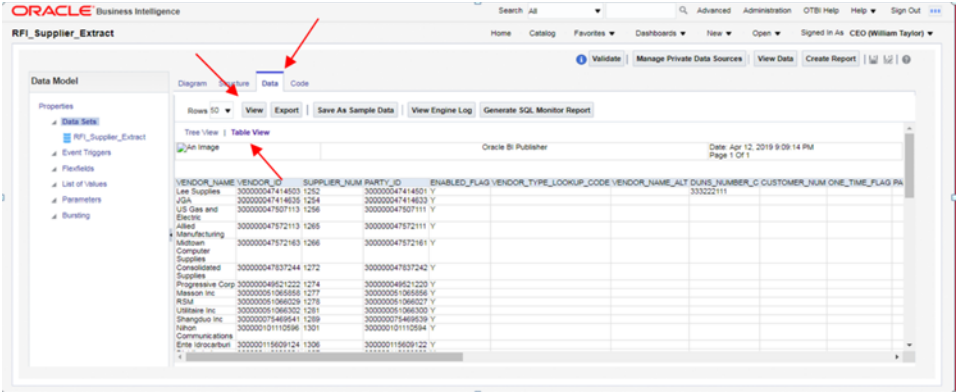 ORACLE Business Intelligence Search All Advanced Administration OTBI Help Help Sign Out
RFI_Supplier_Extract Home Catalog Favorites Dashboards New Open Signed In As CEO (William Taylor)
Validate Manage Private Data Sources View Data Create Report
Data Model
Diagram Structure Data Code
Properties
Data Sets
RFI_Supplier_Extract
Event Triggers
Flexfields
List of Values
Parameters
Bursting
Rows 50 View Export Save As Sample Data View Engine Log Generate SQL Monitor Report
Tree View | Table View
An Image Oracle BI Publisher Date: Apr 12, 2019 9:09:14 PM
Page 1 Of 1
VENDOR_NAME VENDOR_ID SUPPLIER_NUM PARTY_ID ENABLED_FLAG VENDOR_TYPE_LOOKUP_CODE VENDOR_NAME_ALT DUNS_NUMBER_C CUSTOMER_NUM ONE_TIME_FLAG PA
Lee Supplies 300000047414503 1252 300000047414501 Y 333222111
JGA 300000047414635 1254 300000047414633 Y
US Gas and 300000047507113 1256 300000047507111 Y
Electric
Allied 300000047572113 1265 300000047572111 Y
Manufacturing
Midtown 300000047572163 1266 300000047572161 Y
Computer
Supplies
Consolidated 300000047837244 1272 300000047837242 Y
Supplies
Progressive Corp 300000049521222 1274 300000049521220 Y
Masson Inc 300000051065858 1277 300000051065856 Y
RSM 300000051066029 1278 300000051066027 Y
Utilitaire Inc 300000051066302 1281 300000051066300 Y
Shangduo Inc 300000075469541 1289 300000075469539 Y
Nihon 300000101110596 1301 300000101110594 Y
Communications
Ente Idrocarburi 300000115609124 1306 300000115609122 Y